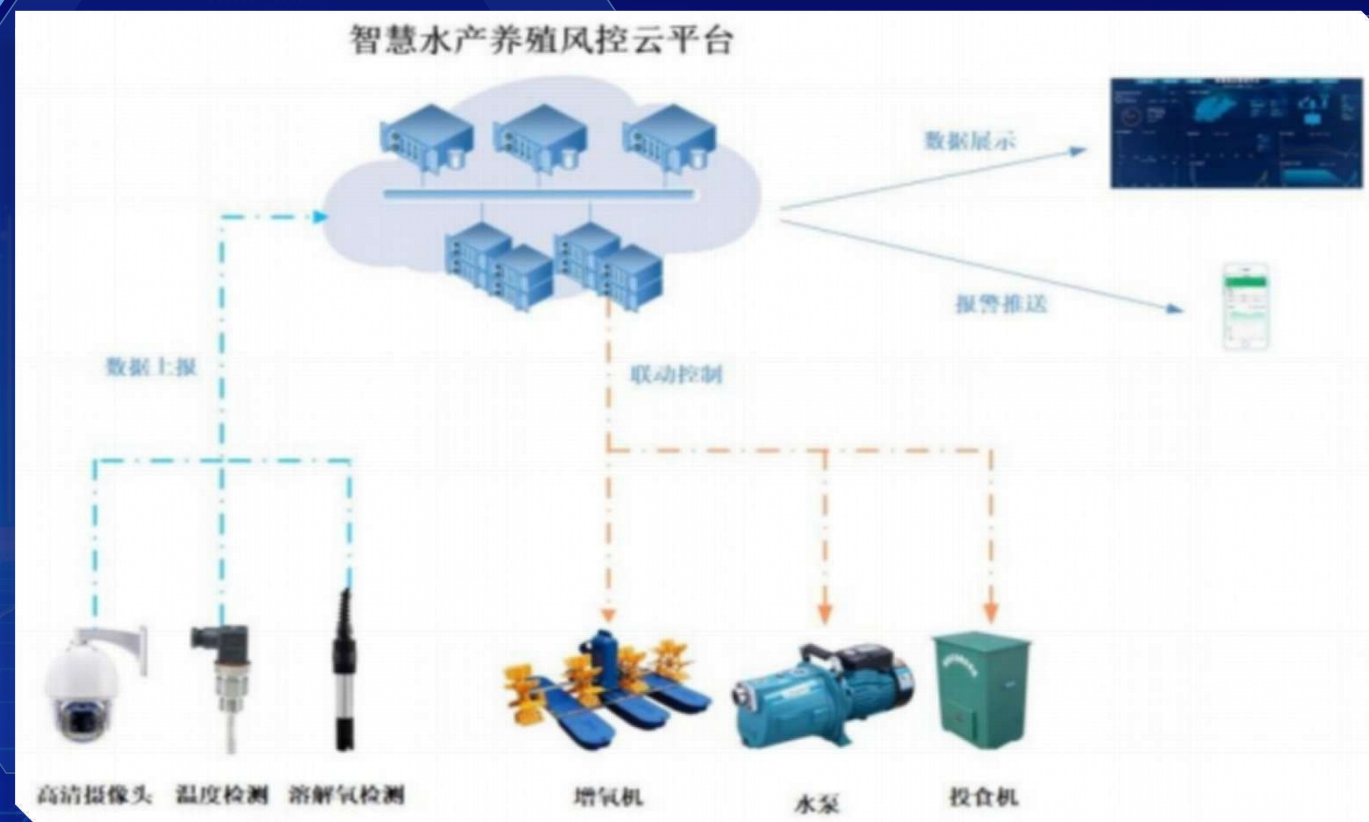 智慧水产养殖风控云平台
数据展示
报警推送
数据上报
联动控制
高清摄像头
温度检测
溶解氧检测
增氧机
水泵
投食机